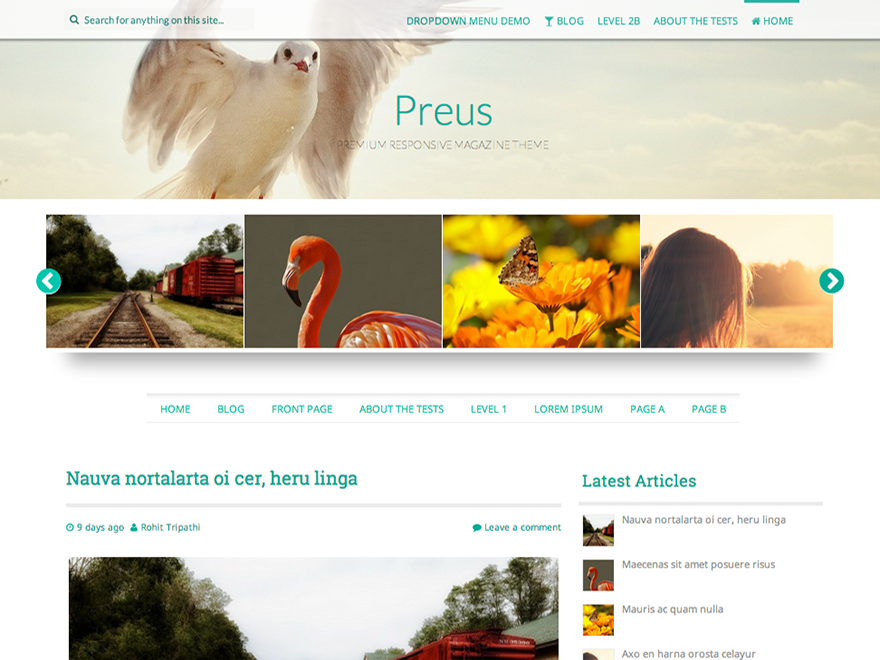 Search for anything on this site...
DROPDOWN MENU DEMO BLOG LEVEL 2B ABOUT THE TESTS HOME
Preus
PREMIUM RESPONSIVE MAGAZINE THEME
HOME BLOG FRONT PAGE ABOUT THE TESTS LEVEL 1 LOREM IPSUM PAGE A PAGE B
Nauva nortalarta oi cer, heru linga
9 days ago Rohit Tripathi Leave a comment
Latest Articles
Nauva nortalarta oi cer, heru linga
Maecenas sit amet posuere risus
Mauris ac quam nulla
Axo en harna orosta celayur